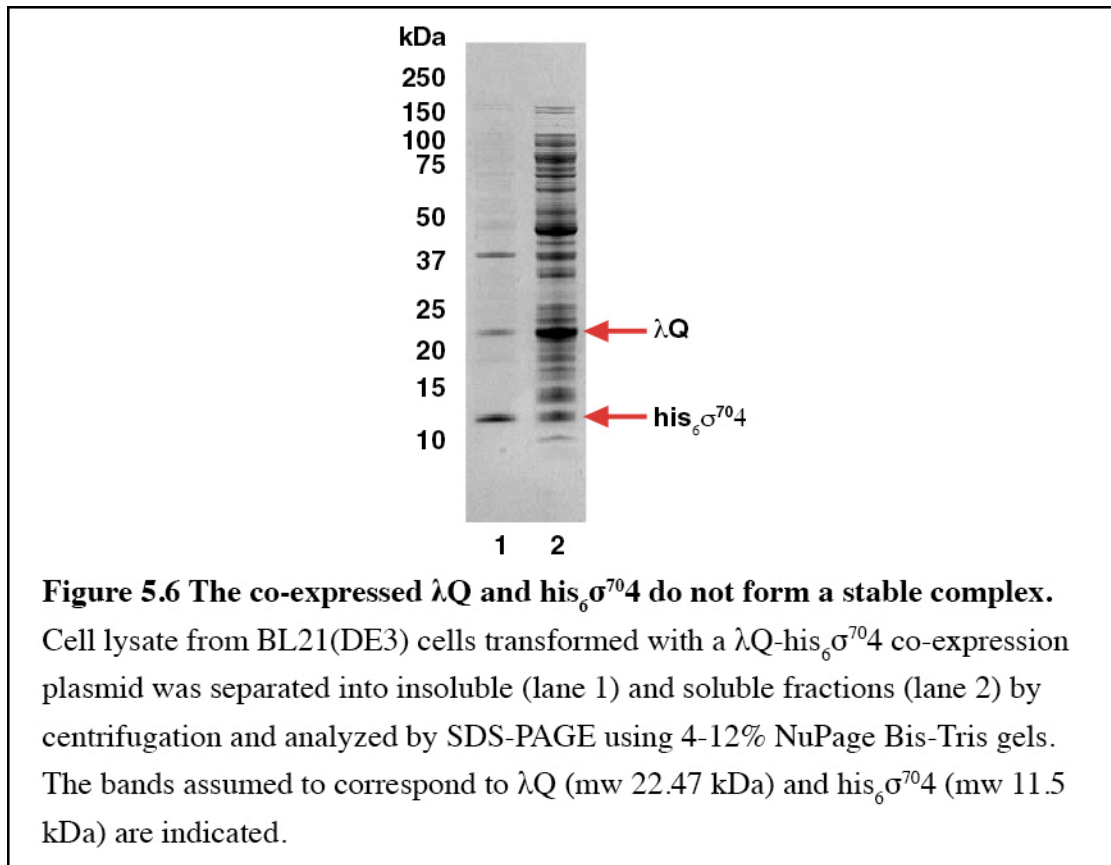 kDa
250
150
100
75
50
37
25
λQ
20
15
his₆σ⁷⁰4
10
1 2
Figure 5.6 The co-expressed λQ and his₆σ⁷⁰4 do not form a stable complex.
Cell lysate from BL21(DE3) cells transformed with a λQ-his₆σ⁷⁰4 co-expression
plasmid was separated into insoluble (lane 1) and soluble fractions (lane 2) by
centrifugation and analyzed by SDS-PAGE using 4-12% NuPage Bis-Tris gels.
The bands assumed to correspond to λQ (mw 22.47 kDa) and his₆σ⁷⁰4 (mw 11.5
kDa) are indicated.